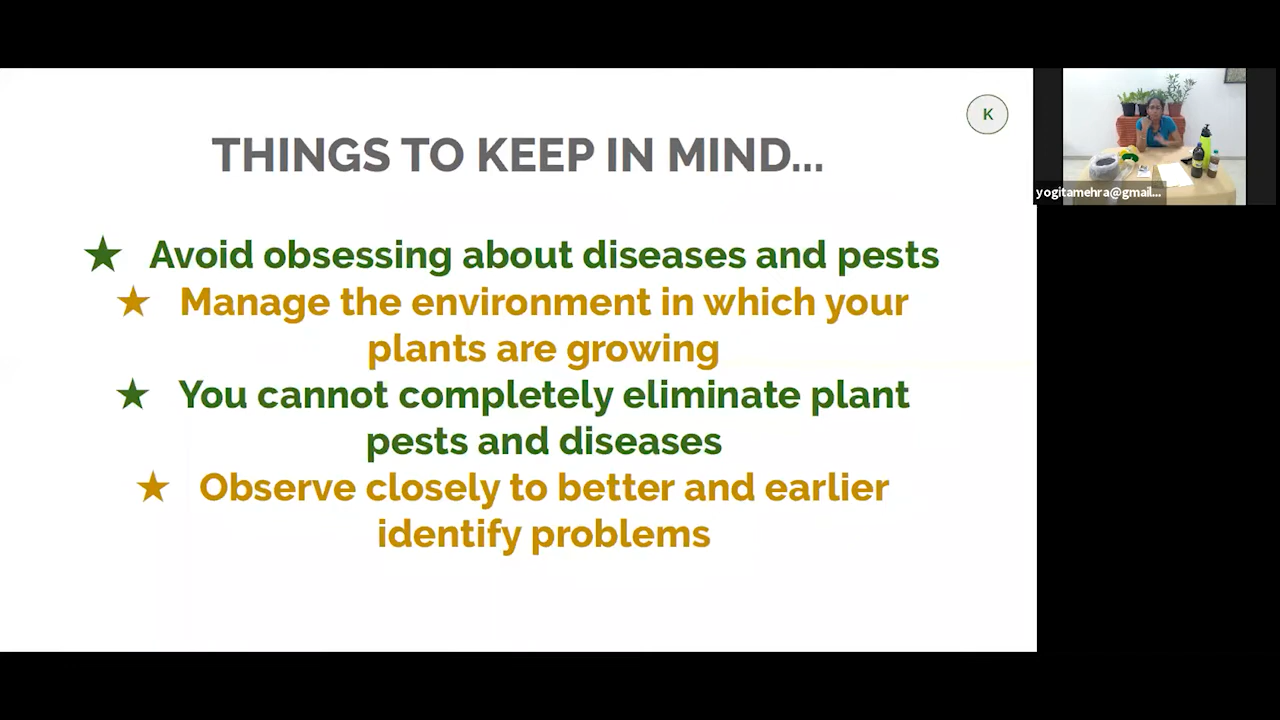 K
THINGS TO KEEP IN MIND...
★ Avoid obsessing about diseases and pests
★ Manage the environment in which your
plants are growing
★ You cannot completely eliminate plant
pests and diseases
★ Observe closely to better and earlier
identify problems
yogitamehra@gmail...